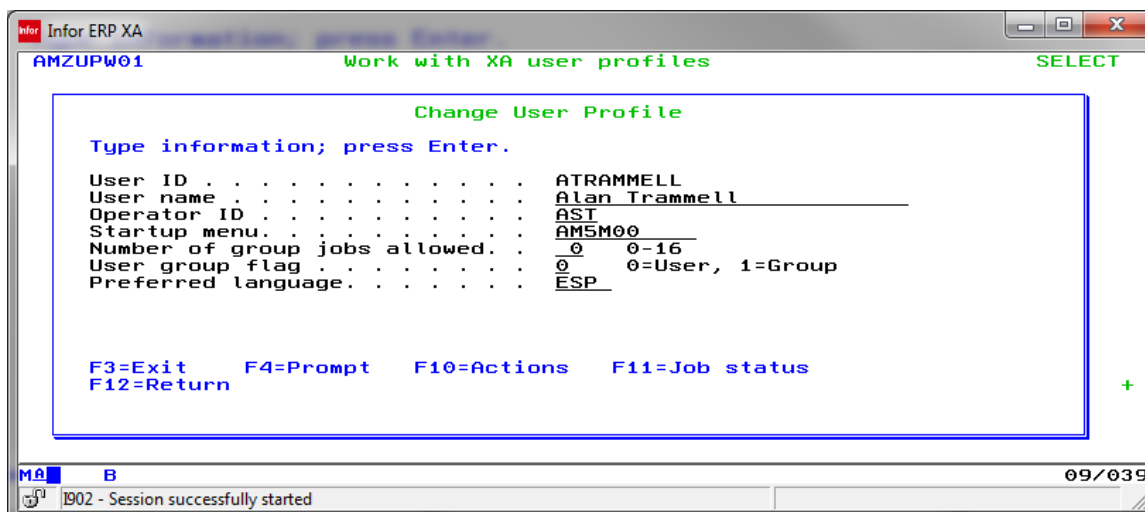 infor Infor ERP XA
AMZUPW01 Work with XA user profiles SELECT
Change User Profile
Type information; press Enter.
User ID . . . . . . . . . . . . ATRAMMELL
User name . . . . . . . . . . . Alan Trammell
Operator ID . . . . . . . . . . AST
Startup menu. . . . . . . . . . AM5M00
Number of group jobs allowed. . 0 0-16
User group flag . . . . . . . . 0 0=User, 1=Group
Preferred language. . . . . . . ESP
F3=Exit F4=Prompt F10=Actions F11=Job status
F12=Return +
MA B 09/039
I902 - Session successfully started